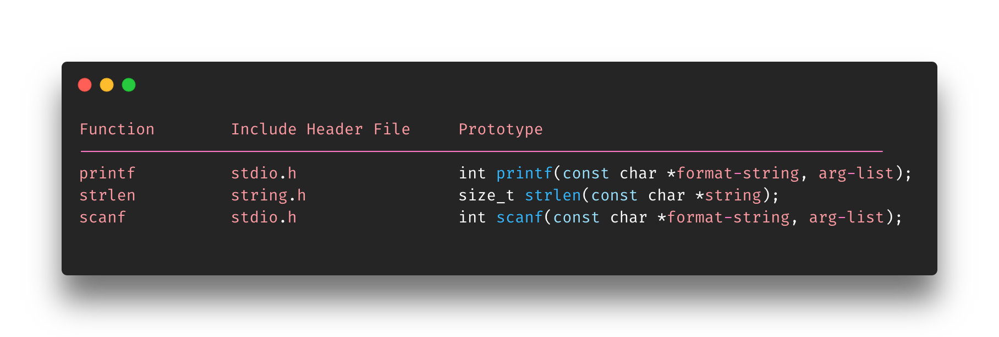 Function Include Header File Prototype
printf stdio.h int printf(const char *format-string, arg-list);
strlen string.h size_t strlen(const char *string);
scanf stdio.h int scanf(const char *format-string, arg-list);